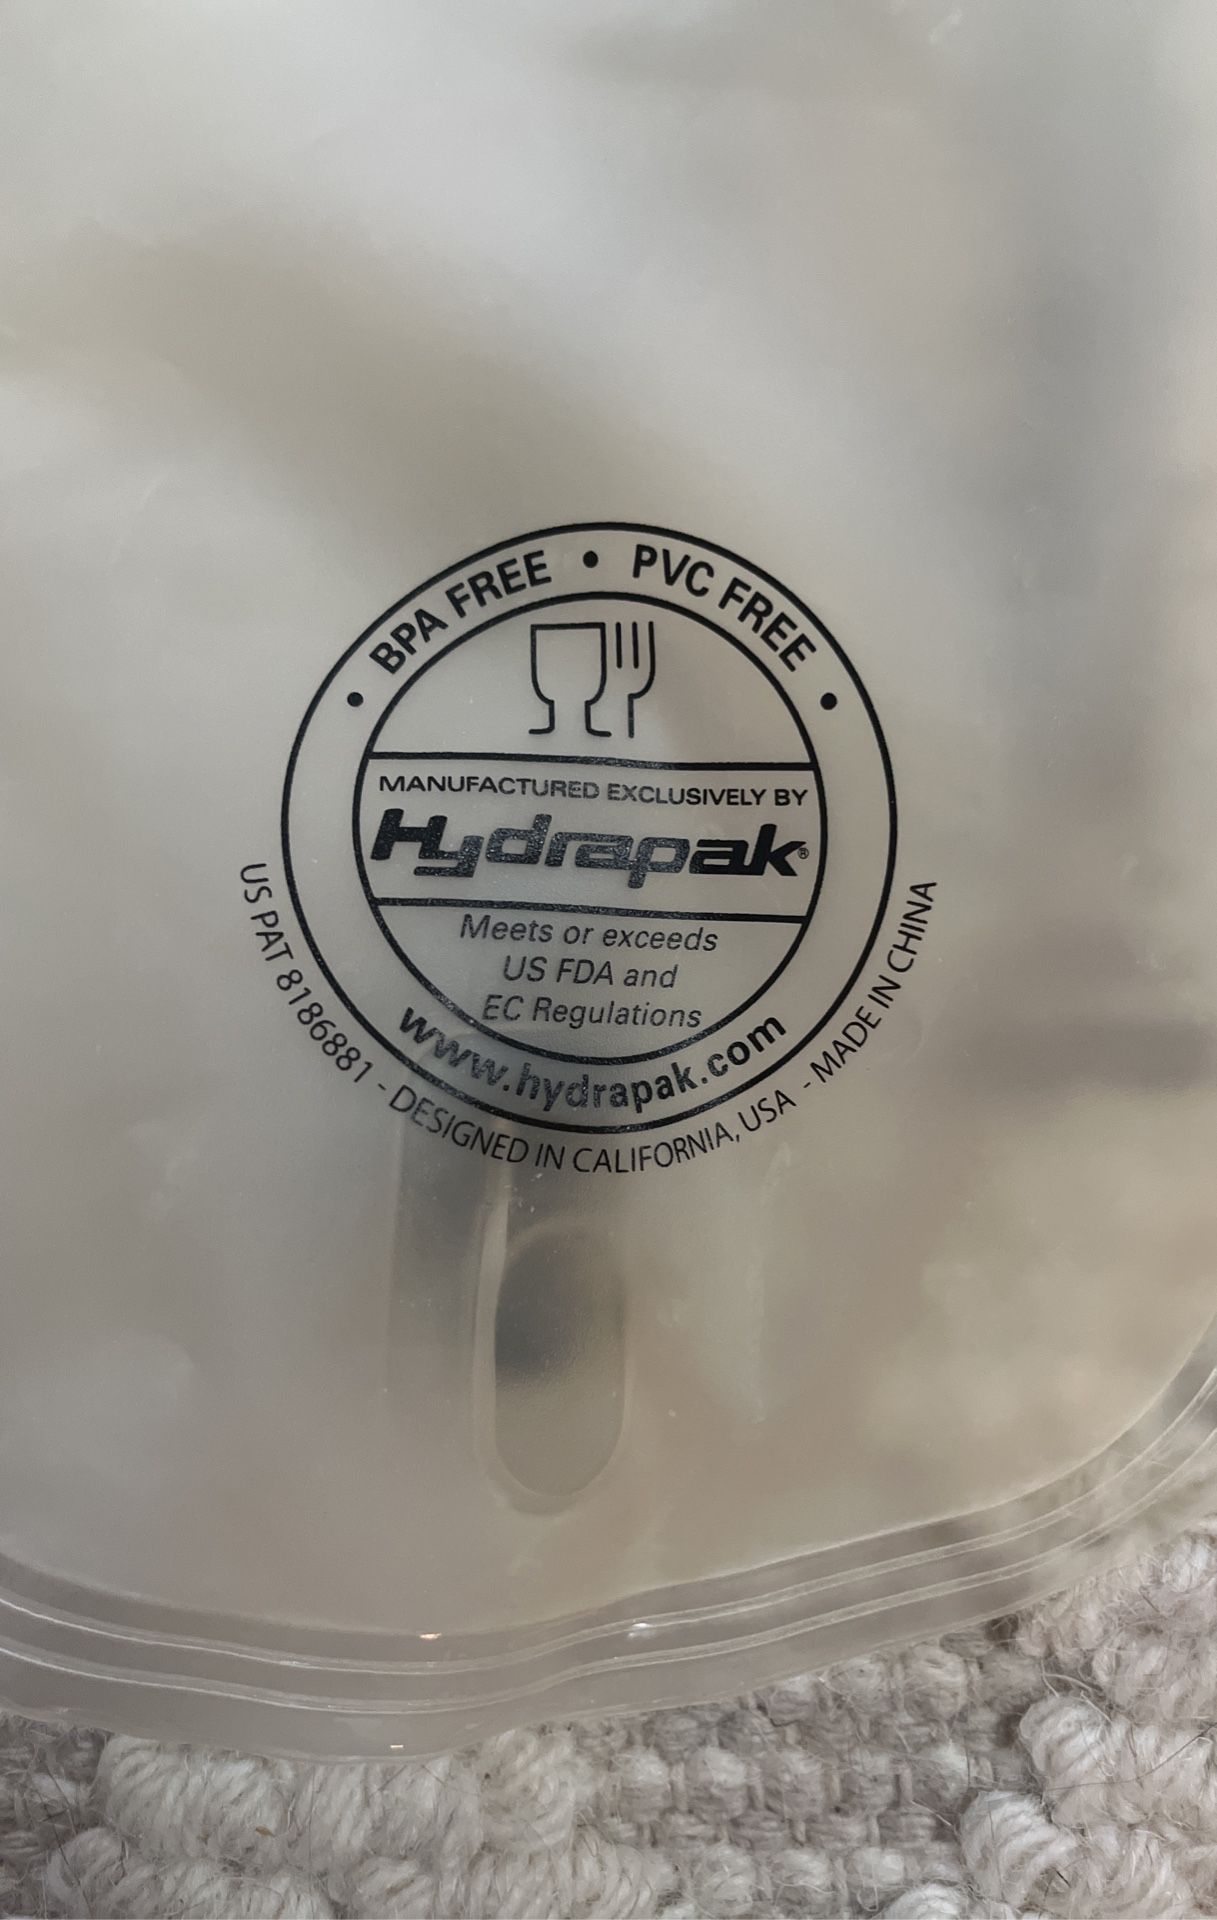 • BPA FREE • PVC FREE •
MANUFACTURED EXCLUSIVELY BY
Hydrapak®
Meets or exceeds
US FDA and
EC Regulations
www.hydrapak.com
US PAT 8186881 - DESIGNED IN CALIFORNIA, USA - MADE IN CHINA